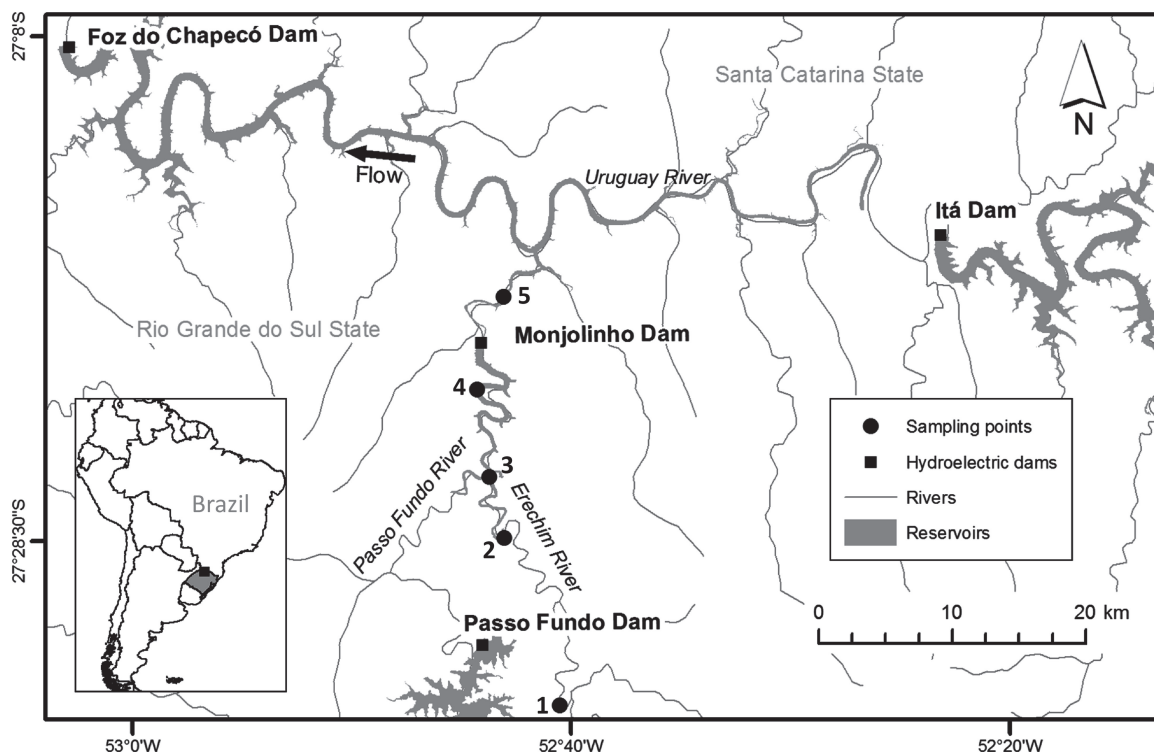 27°8'S
Foz do Chapecó Dam
Santa Catarina State
N
Flow
Uruguay River
Itá Dam
5
Rio Grande do Sul State
Monjolinho Dam
4
Sampling points
3
Hydroelectric dams
Passo Fundo River
Erechim River
Brazil
Rivers
27°28'30"S
2
Reservoirs
0 10 20 km
Passo Fundo Dam
1
53°0'W 52°40'W 52°20'W